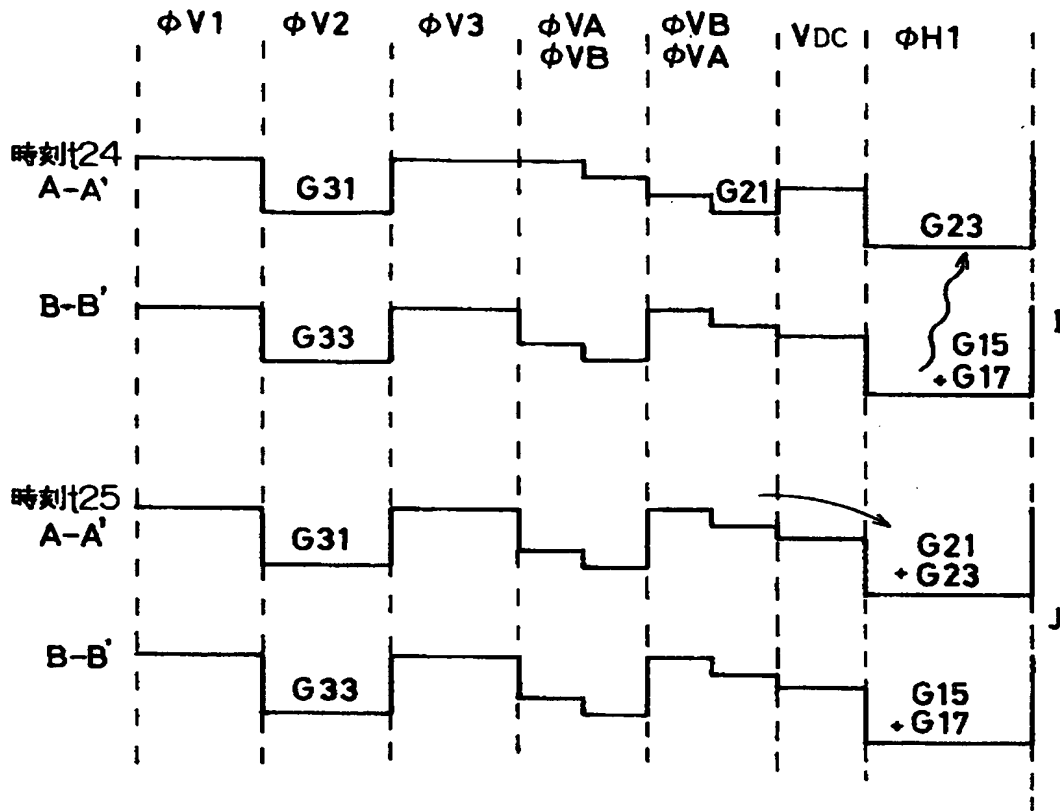 ΦV1 ΦV2 ΦV3 ΦVA ΦVB VDC ΦH1
ΦVB ΦVA
時刻t24
A-A'
G31
G21
G23
B-B'
G33
G15
+G17
I
時刻t25
A-A'
G31
G21
+G23
J
B-B'
G33
G15
+G17